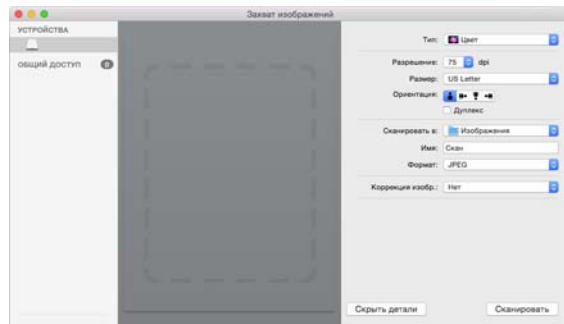 Захват изображений
УСТРОЙСТВА
ОБЩИЙ ДОСТУП 0
Тип: Цвет
Разрешение: 75 dpi
Размер: US Letter
Ориентация:
Дуплекс
Сканировать в: Изображения
Имя: Скан
Формат: JPEG
Коррекция изобр.: Нет
Скрыть детали Сканировать